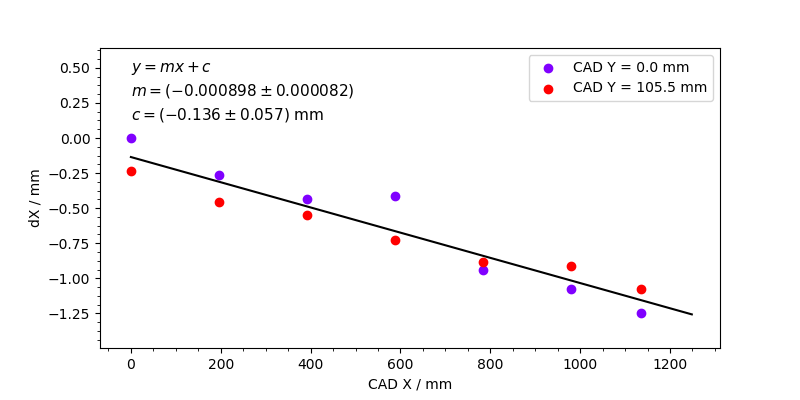 y = mx + c
m = (−0.000898 ± 0.000082)
c = (−0.136 ± 0.057) mm
CAD Y = 0.0 mm
CAD Y = 105.5 mm
dX / mm
0.50
0.25
0.00
−0.25
−0.50
−0.75
−1.00
−1.25
0 200 400 600 800 1000 1200
CAD X / mm